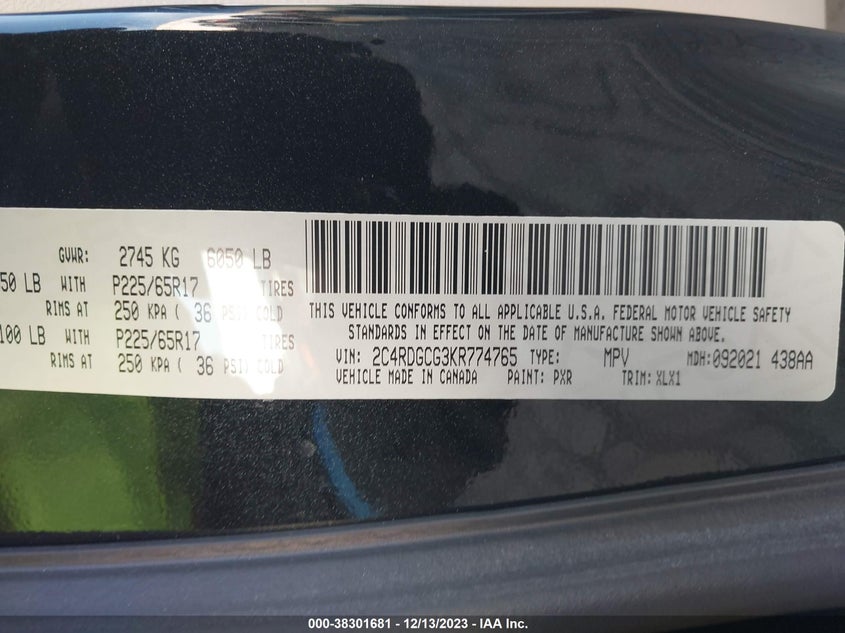 GVWR: 2745 KG 6050 LB
50 LB WITH P225/65R17 TIRES
RIMS AT 250 KPA ( 36 PSI) COLD
100 LB WITH P225/65R17 TIRES
RIMS AT 250 KPA ( 36 PSI) COLD
THIS VEHICLE CONFORMS TO ALL APPLICABLE U.S.A. FEDERAL MOTOR VEHICLE SAFETY
STANDARDS IN EFFECT ON THE DATE OF MANUFACTURE SHOWN ABOVE.
VIN: 2C4RDGCG3KR774765 TYPE: MPV MDH:092021 438AA
VEHICLE MADE IN CANADA PAINT: PXR TRIM: XLX1
000-38301681 - 12/13/2023 - IAA Inc.